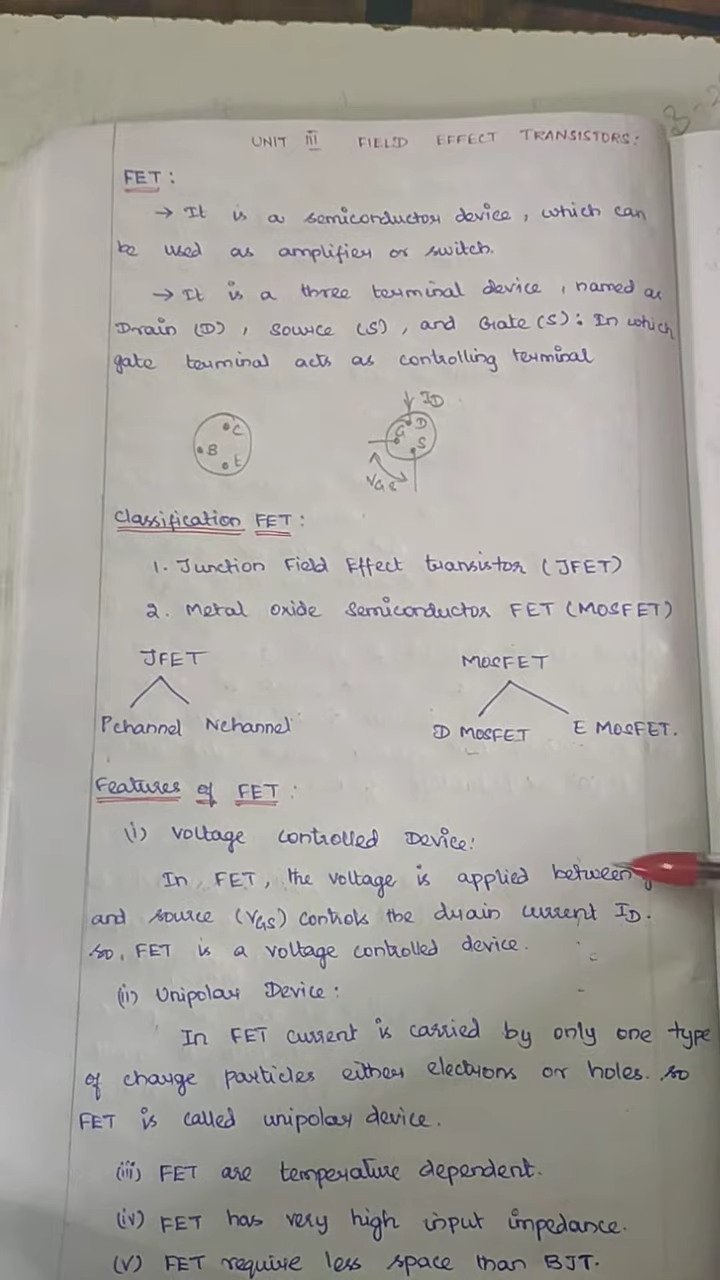 UNIT III FIELD EFFECT TRANSISTORS:
FET:
→ It is a semiconductor device, which can
be used as amplifier or switch.
→ It is a three terminal device, named as
Drain (D), Source (S), and Gate (S): In which
gate terminal acts as controlling terminal
C
B
E
ID
D
G
S
VGS
Classification FET:
1. Junction Field Effect transistor (JFET)
2. Metal Oxide Semiconductor FET (MOSFET)
JFET MOSFET
Pchannel Nchannel D MOSFET E MOSFET.
Features of FET:
(i) Voltage controlled Device:
In FET, the voltage is applied between
and source (VGS) controls the drain current ID.
so, FET is a voltage controlled device.
(ii) Unipolar Device:
In FET current is carried by only one type
of charge particles either electrons or holes. so
FET is called unipolar device.
(iii) FET are temperature dependent.
(iv) FET has very high input impedance.
(v) FET require less space than BJT.